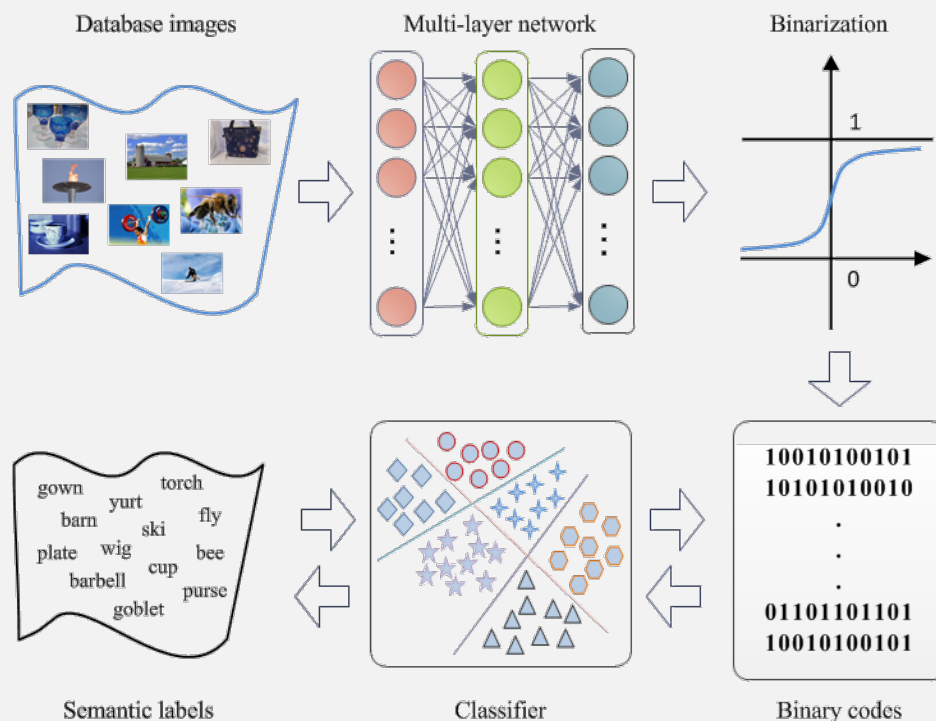 Database images
Multi-layer network
Binarization
1
0
gown
yurt
torch
barn
ski
fly
plate
wig
cup
bee
barbell
purse
goblet
10010100101
10101010010
.
.
.
01101101101
10010100101
Semantic labels
Classifier
Binary codes